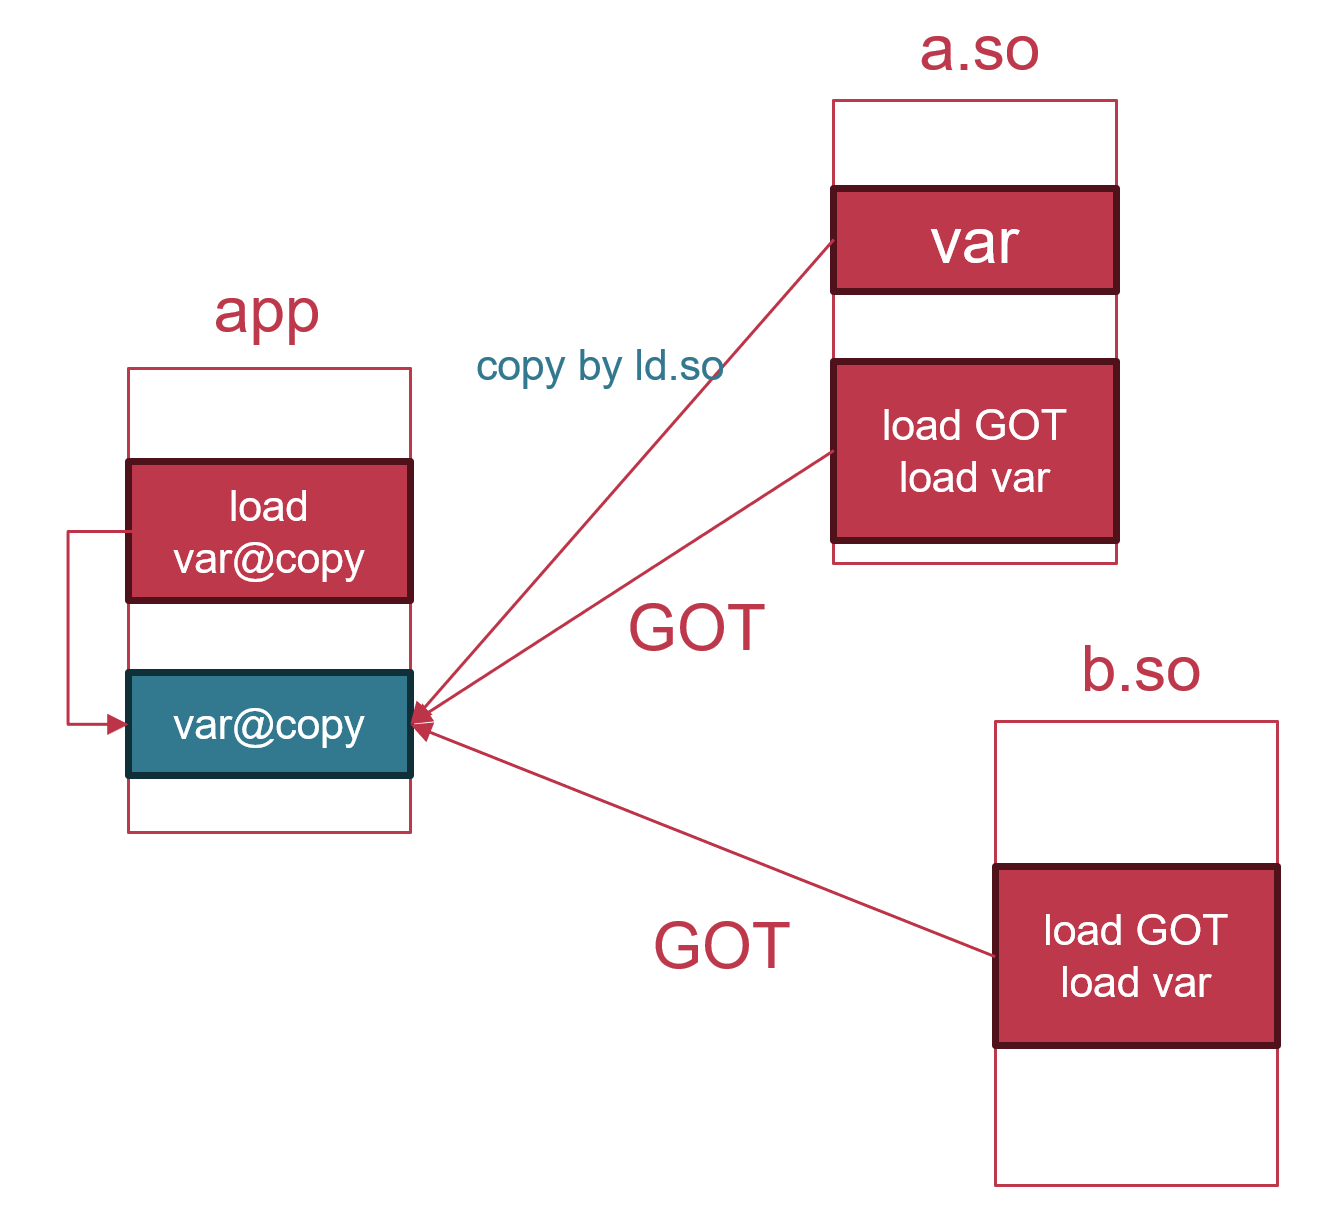 a.so
var
app
copy by ld.so
load GOT
load var
load
var@copy
GOT
b.so
var@copy
GOT
load GOT
load var